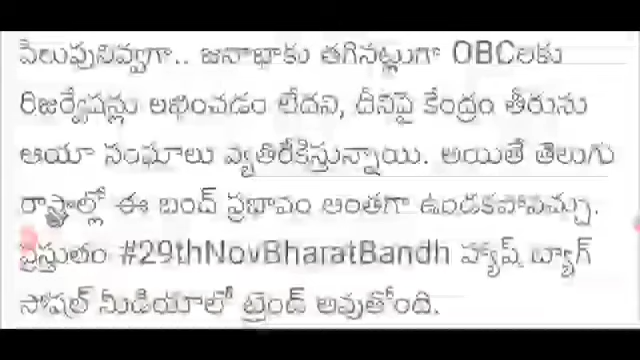 పిలుపునివ్వగా.. జనాభాకు తగినట్లుగా OBCలకు
రిజర్వేషన్లు లభించడం లేదని, దీనిపై కేంద్రం తీరును
ఆయా సంఘాలు వ్యతిరేకిస్తున్నాయి. అయితే తెలుగు
రాష్ట్రాల్లో ఈ బంద్ ప్రభావం అంతగా ఉండకపోవచ్చు.
ప్రస్తుతం #29thNovBharatBandh హ్యాష్ ట్యాగ్
సోషల్ మీడియాలో ట్రెండ్ అవుతోంది.